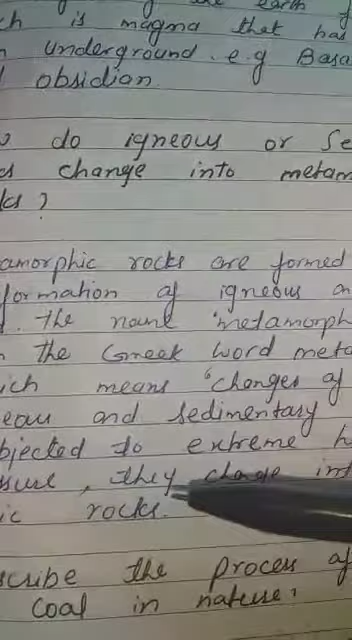 earth
ch is magma that has
underground. e.g Basa
obsidian.
do igneous or Se
change into metam
ks?
amorphic rocks are formed
formation of igneous an
. the name 'metamorph
the Greek word meta
ich means 'changes of
eous and sedimentary
bjected to extreme h
ssure, they change int
ic rocks.
scribe the process of
coal in nature?